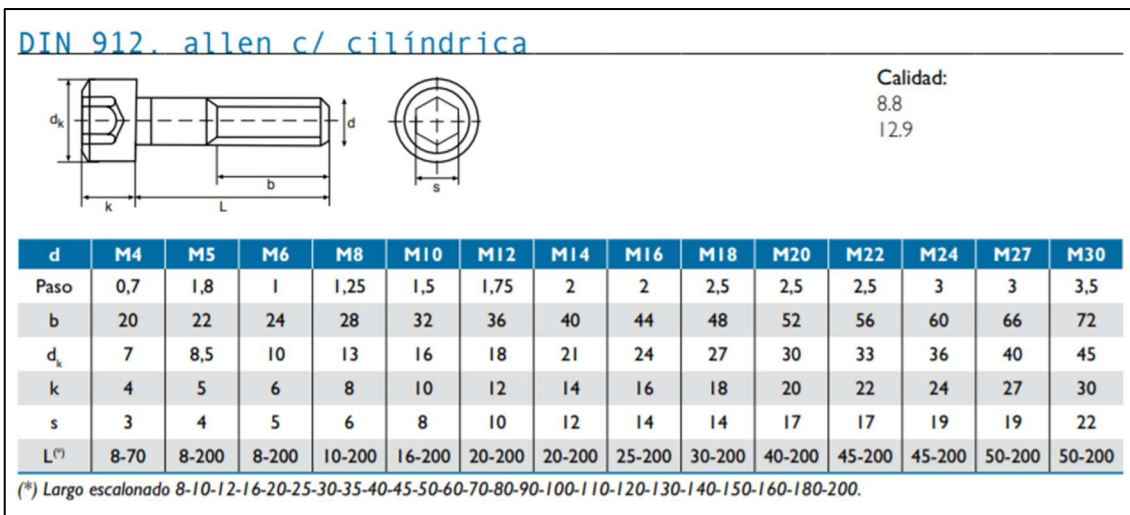 DIN 912. allen c/ cilíndrica
Calidad:
8.8
12.9
dk
d
b
s
k
L
d M4 M5 M6 M8 M10 M12 M14 M16 M18 M20 M22 M24 M27 M30
Paso 0,7 1,8 1 1,25 1,5 1,75 2 2 2,5 2,5 2,5 3 3 3,5
b 20 22 24 28 32 36 40 44 48 52 56 60 66 72
dk 7 8,5 10 13 16 18 21 24 27 30 33 36 40 45
k 4 5 6 8 10 12 14 16 18 20 22 24 27 30
s 3 4 5 6 8 10 12 14 14 17 17 19 19 22
L(*) 8-70 8-200 8-200 10-200 16-200 20-200 20-200 25-200 30-200 40-200 45-200 45-200 50-200 50-200
(*) Largo escalonado 8-10-12-16-20-25-30-35-40-45-50-60-70-80-90-100-110-120-130-140-150-160-180-200.